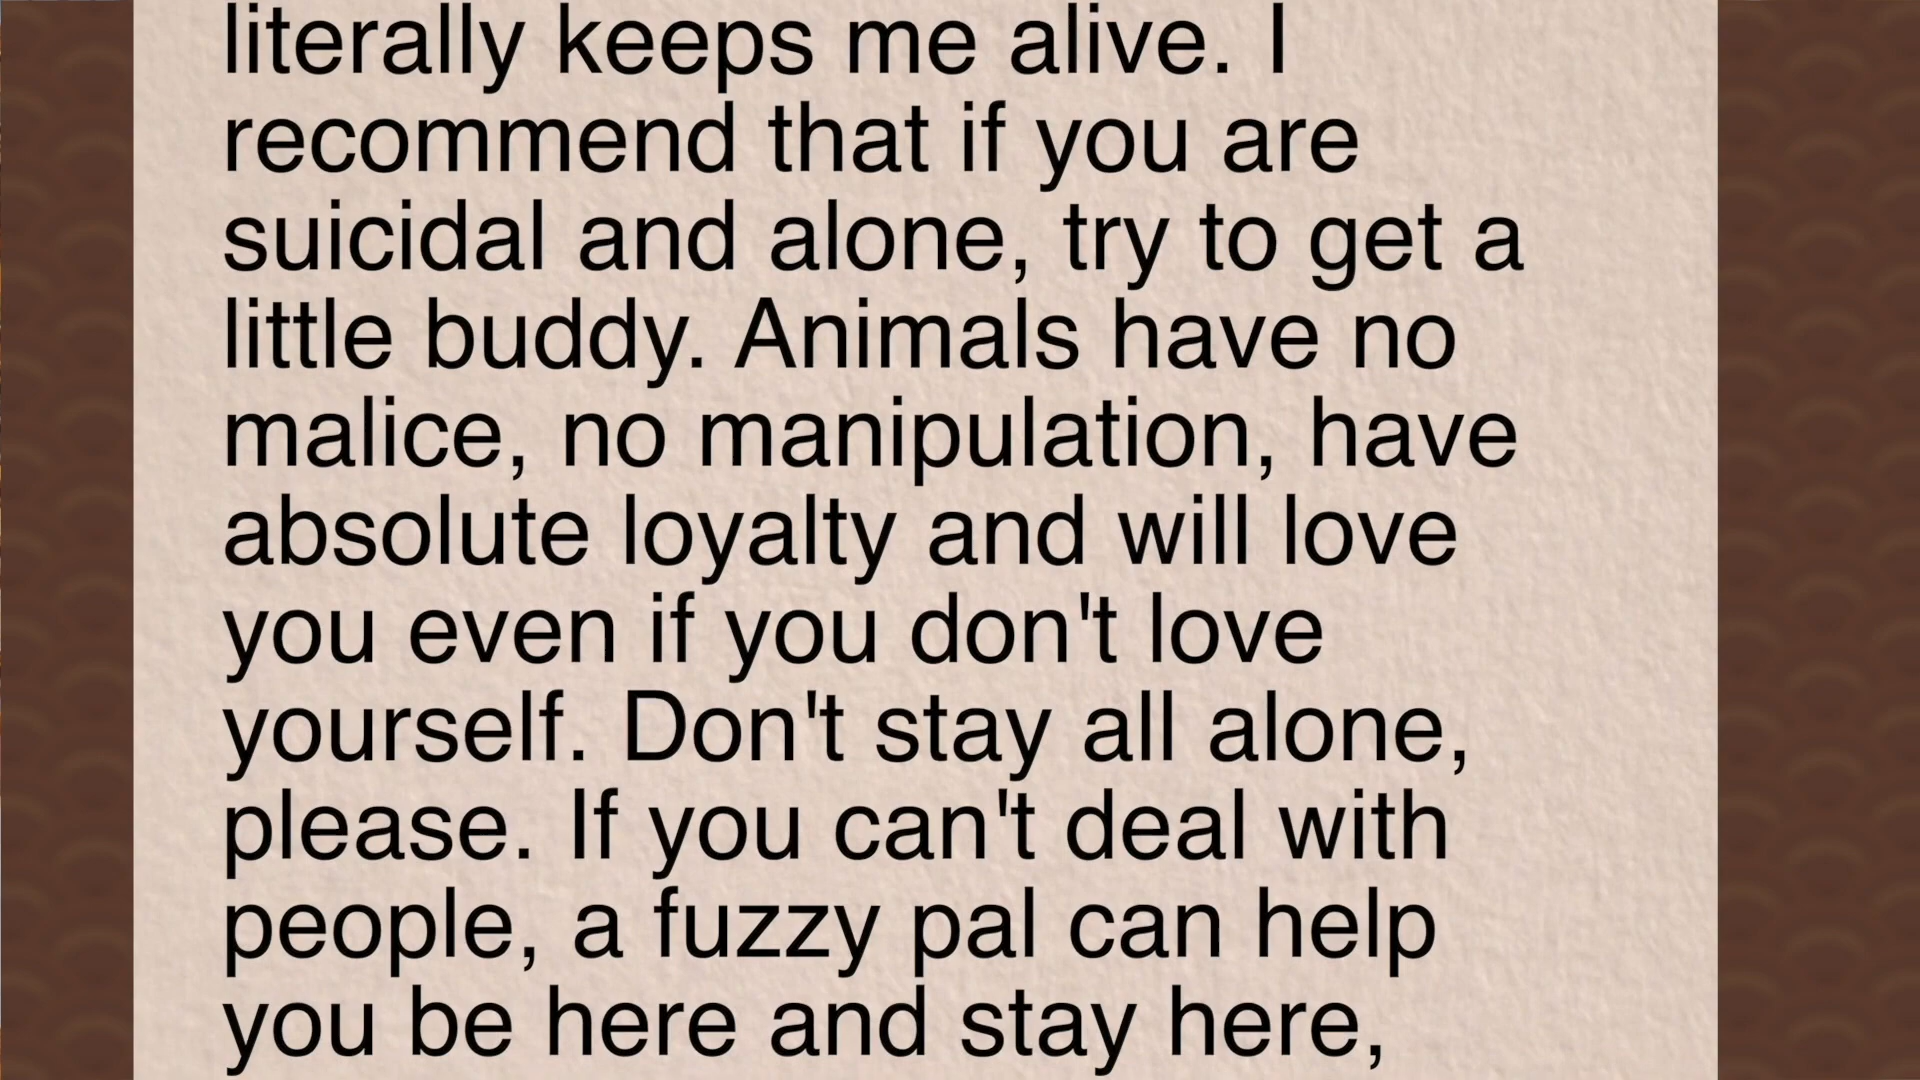 literally keeps me alive. I
recommend that if you are
suicidal and alone, try to get a
little buddy. Animals have no
malice, no manipulation, have
absolute loyalty and will love
you even if you don't love
yourself. Don't stay all alone,
please. If you can't deal with
people, a fuzzy pal can help
you be here and stay here,